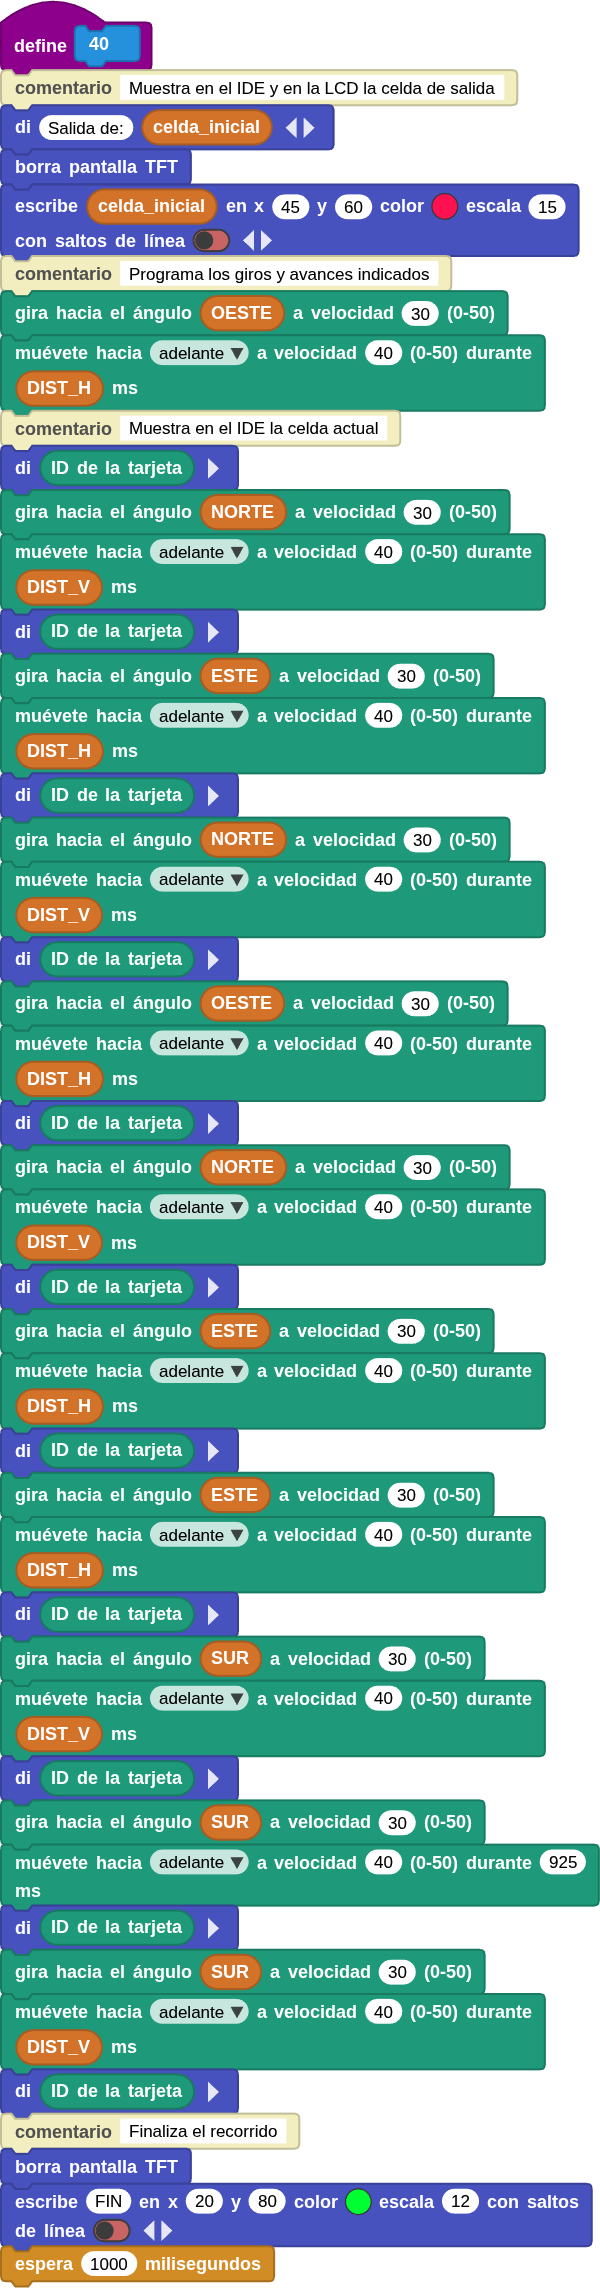 define 40
comentario Muestra en el IDE y en la LCD la celda de salida
di Salida de: celda_inicial
borra pantalla TFT
escribe celda_inicial en x 45 y 60 color escala 15
con saltos de línea
comentario Programa los giros y avances indicados
gira hacia el ángulo OESTE a velocidad 30 (0-50)
muévete hacia adelante a velocidad 40 (0-50) durante
DIST_H ms
comentario Muestra en el IDE la celda actual
di ID de la tarjeta
gira hacia el ángulo NORTE a velocidad 30 (0-50)
muévete hacia adelante a velocidad 40 (0-50) durante
DIST_V ms
di ID de la tarjeta
gira hacia el ángulo ESTE a velocidad 30 (0-50)
muévete hacia adelante a velocidad 40 (0-50) durante
DIST_H ms
di ID de la tarjeta
gira hacia el ángulo NORTE a velocidad 30 (0-50)
muévete hacia adelante a velocidad 40 (0-50) durante
DIST_V ms
di ID de la tarjeta
gira hacia el ángulo OESTE a velocidad 30 (0-50)
muévete hacia adelante a velocidad 40 (0-50) durante
DIST_H ms
di ID de la tarjeta
gira hacia el ángulo NORTE a velocidad 30 (0-50)
muévete hacia adelante a velocidad 40 (0-50) durante
DIST_V ms
di ID de la tarjeta
gira hacia el ángulo ESTE a velocidad 30 (0-50)
muévete hacia adelante a velocidad 40 (0-50) durante
DIST_H ms
di ID de la tarjeta
gira hacia el ángulo ESTE a velocidad 30 (0-50)
muévete hacia adelante a velocidad 40 (0-50) durante
DIST_H ms
di ID de la tarjeta
gira hacia el ángulo SUR a velocidad 30 (0-50)
muévete hacia adelante a velocidad 40 (0-50) durante
DIST_V ms
di ID de la tarjeta
gira hacia el ángulo SUR a velocidad 30 (0-50)
muévete hacia adelante a velocidad 40 (0-50) durante 925
ms
di ID de la tarjeta
gira hacia el ángulo SUR a velocidad 30 (0-50)
muévete hacia adelante a velocidad 40 (0-50) durante
DIST_V ms
di ID de la tarjeta
comentario Finaliza el recorrido
borra pantalla TFT
escribe FIN en x 20 y 80 color escala 12 con saltos
de línea
espera 1000 milisegundos